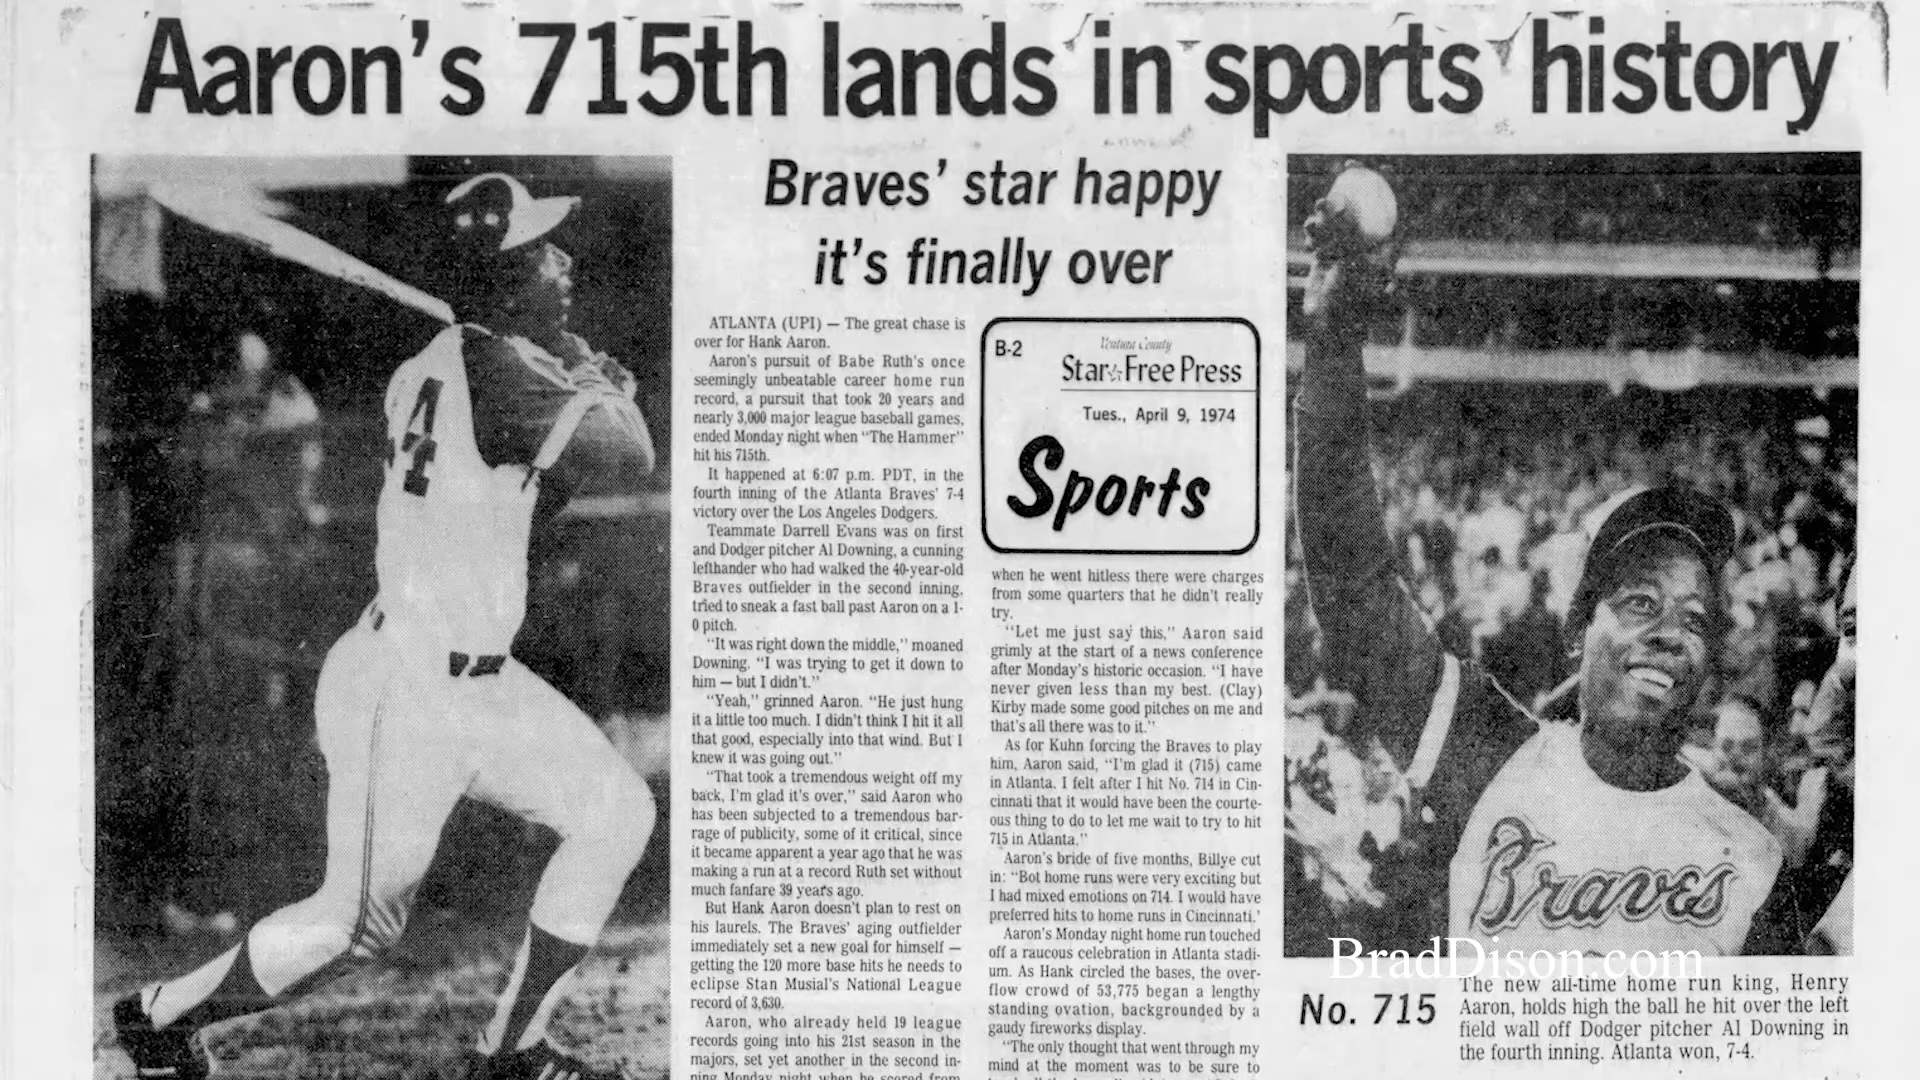 Aaron's 715th lands in sports history
Braves' star happy
it's finally over
ATLANTA (UPI) — The great chase is
over for Hank Aaron.
Aaron's pursuit of Babe Ruth's once
seemingly unbeatable career home run
record, a pursuit that took 20 years and
nearly 3,000 major league baseball games,
ended Monday night when "The Hammer"
hit his 715th.
It happened at 6:07 p.m. PDT, in the
fourth inning of the Atlanta Braves' 7-4
victory over the Los Angeles Dodgers.
Teammate Darrell Evans was on first
and Dodger pitcher Al Downing, a cunning
lefthander who had walked the 40-year-old
Braves outfielder in the second inning,
tried to sneak a fast ball past Aaron on a 1-
0 pitch.
"It was right down the middle," moaned
Downing. "I was trying to get it down to
him — but I didn't."
"Yeah," grinned Aaron. "He just hung
it a little too much. I didn't think I hit it all
that good, especially into that wind. But I
knew it was going out."
"That took a tremendous weight off my
back, I'm glad it's over," said Aaron who
has been subjected to a tremendous bar-
rage of publicity, some of it critical, since
it became apparent a year ago that he was
making a run at a record Ruth set without
much fanfare 39 years ago.
But Hank Aaron doesn't plan to rest on
his laurels. The Braves' aging outfielder
immediately set a new goal for himself —
getting the 120 more base hits he needs to
eclipse Stan Musial's National League
record of 3,630.
Aaron, who already held 19 league
records going into his 21st season in the
majors, set yet another in the second in-
ning Monday night when he scored from
B-2
Ventura County
Star Free Press
Tues., April 9, 1974
Sports
when he went hitless there were charges
from some quarters that he didn't really
try.
"Let me just say this," Aaron said
grimly at the start of a news conference
after Monday's historic occasion. "I have
never given less than my best. (Clay)
Kirby made some good pitches on me and
that's all there was to it."
As for Kuhn forcing the Braves to play
him, Aaron said, "I'm glad it (715) came
in Atlanta. I felt after I hit No. 714 in Cin-
cinnati that it would have been the courte-
ous thing to do to let me wait to try to hit
715 in Atlanta."
Aaron's bride of five months, Billye cut
in: "Bot home runs were very exciting but
I had mixed emotions on 714. I would have
preferred hits to home runs in Cincinnati.'
Aaron's Monday night home run touched
off a raucous celebration in Atlanta stadi-
um. As Hank circled the bases, the over-
flow crowd of 53,775 began a lengthy
standing ovation, backgrounded by a
gaudy fireworks display.
"The only thought that went through my
mind at the moment was to be sure to
4
Braves
BradDison.com
No. 715
The new all-time home run king, Henry
Aaron, holds high the ball he hit over the left
field wall off Dodger pitcher Al Downing in
the fourth inning. Atlanta won, 7-4.